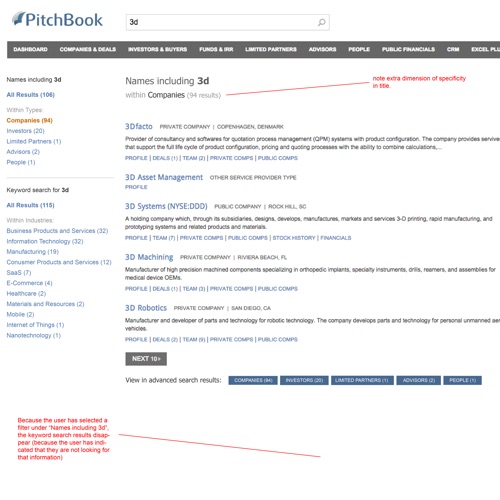 PitchBook
3d
DASHBOARD COMPANIES & DEALS INVESTORS & BUYERS FUNDS & IRR LIMITED PARTNERS ADVISORS PEOPLE PUBLIC FINANCIALS CRM EXCEL PLU
Names including 3d
All Results (106)
Within Types:
Companies (94)
Investors (20)
Limited Partners (1)
Advisors (2)
People (1)
Keyword search for 3d
All Results (115)
Within Industries:
Business Products and Services (32)
Information Technology (32)
Manufacturing (19)
Conusmer Products and Services (12)
SaaS (7)
E-Commerce (4)
Healthcare (2)
Materials and Resources (2)
Mobile (2)
Internet of Things (1)
Nanotechnology (1)
Names including 3d
within Companies (94 results)
note extra dimension of specificity
in title.
3Dfacto PRIVATE COMPANY | COPENHAGEN, DENMARK
Provider of consultancy and softwares for quotation process management (QPM) systems with product configuration. The company provides services
that support the full life cycle of product configuration, pricing and quoting processes with the ability to combine calculations,...
PROFILE | DEALS (1) | TEAM (2) | PRIVATE COMPS | PUBLIC COMPS
3D Asset Management OTHER SERVICE PROVIDER TYPE
PROFILE
3D Systems (NYSE:DDD) PUBLIC COMPANY | ROCK HILL, SC
A holding company which, through its subsidiaries, designs, develops, manufactures, markets and services 3-D printing, rapid manufacturing, and
prototyping systems and related products and materials.
PROFILE | TEAM (7) | PRIVATE COMPS | PUBLIC COMPS | STOCK HISTORY | FINANCIALS
3D Machining PRIVATE COMPANY | RIVIERA BEACH, FL
Manufacturer of high precision machined components specializing in orthopedic implants, specialty instruments, drills, reamers, and assemblies for
medical device OEMs.
PROFILE | DEALS (1) | TEAM (3) | PRIVATE COMPS | PUBLIC COMPS
3D Robotics PRIVATE COMPANY | SAN DIEGO, CA
Manufacturer and developer of parts and technology for robotic technology. The company develops parts and technology for personal unmanned aer
vehicles.
PROFILE | DEALS (2) | TEAM (9) | PRIVATE COMPS | PUBLIC COMPS
NEXT 10»
View in advanced search results: COMPANIES (94) INVESTORS (20) LIMITED PARTNERS (1) ADVISORS (2) PEOPLE (1)
Because the user has selected a
filter under "Names including 3d",
the keyword search results disap-
pear (because the user has indi-
cated that they are not looking for
that information)